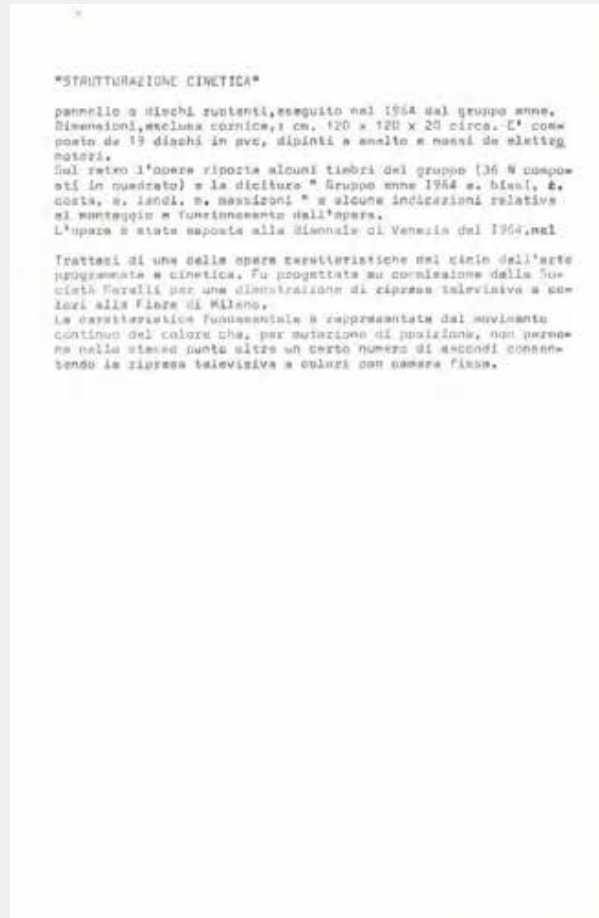 "STRUTTURAZIONE CINETICA"
pannello a dischi ruotanti,eseguito nel 1964 dal gruppo enne.
Dimensioni,esclusa cornice,: cm. 120 x 120 x 20 circa. E' com=
posto da 19 dischi in pvc, dipinti a smalto e mossi da elettro
motori.
Sul retro l'opera riporta alcuni timbri del gruppo (36 N compo=
sti in quadrato) e la dicitura " Gruppo enne 1964 a. biasi, t.
costa, e. landi, m. massironi " e alcune indicazioni relative
al montaggio e funzionamento dell'opera.
L'opera è stata esposta alla Biennale di Venezia del 1964.nel
Trattasi di una delle opere caratteristiche del ciclo dell'arte
programmata e cinetica. Fu progettata su commissione della So=
cietà Marelli per una dimostrazione di ripresa televisiva a co=
lori alla Fiera di Milano.
La caratteristica fondamentale è rappresentata dal movimento
continuo del colore che, per mutazione di posizione, non perma=
ne nello stesso punto oltre un certo numero di secondi consen=
tendo la ripresa televisiva a colori con camera fissa.